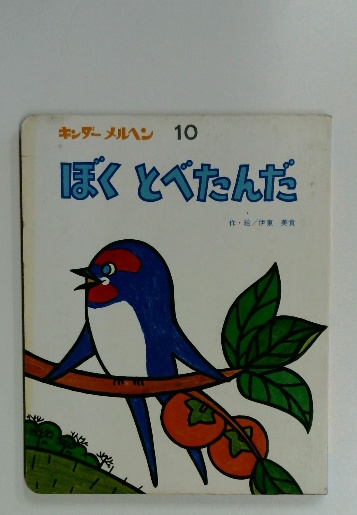 キンダーメルヘン 10
ぼく とべたんだ
作・絵／伊東 美貴